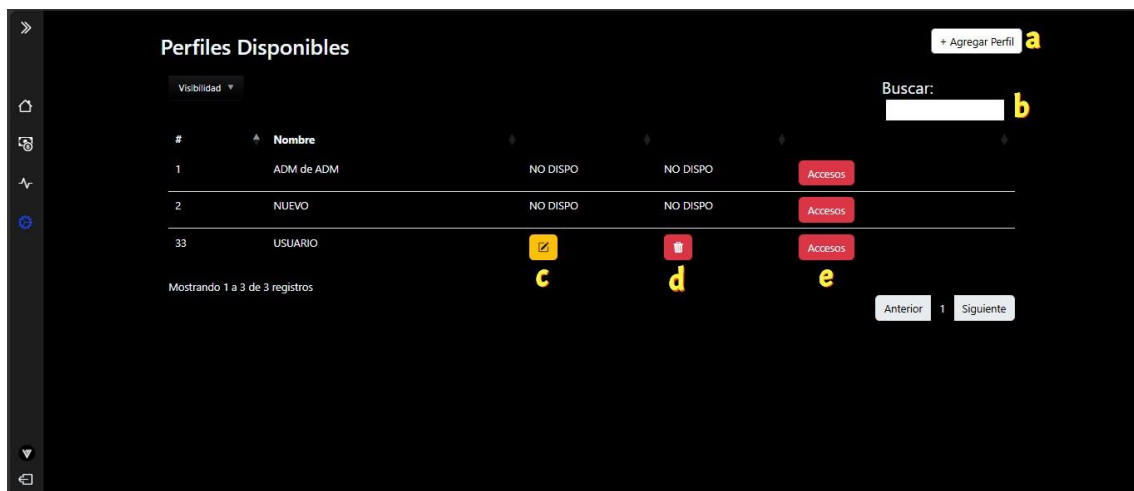 Perfiles Disponibles
+ Agregar Perfil a
Visibilidad
Buscar:
b
# Nombre
1 ADM de ADM NO DISPO NO DISPO Accesos
2 NUEVO NO DISPO NO DISPO Accesos
33 USUARIO Accesos
c d e
Mostrando 1 a 3 de 3 registros
Anterior 1 Siguiente